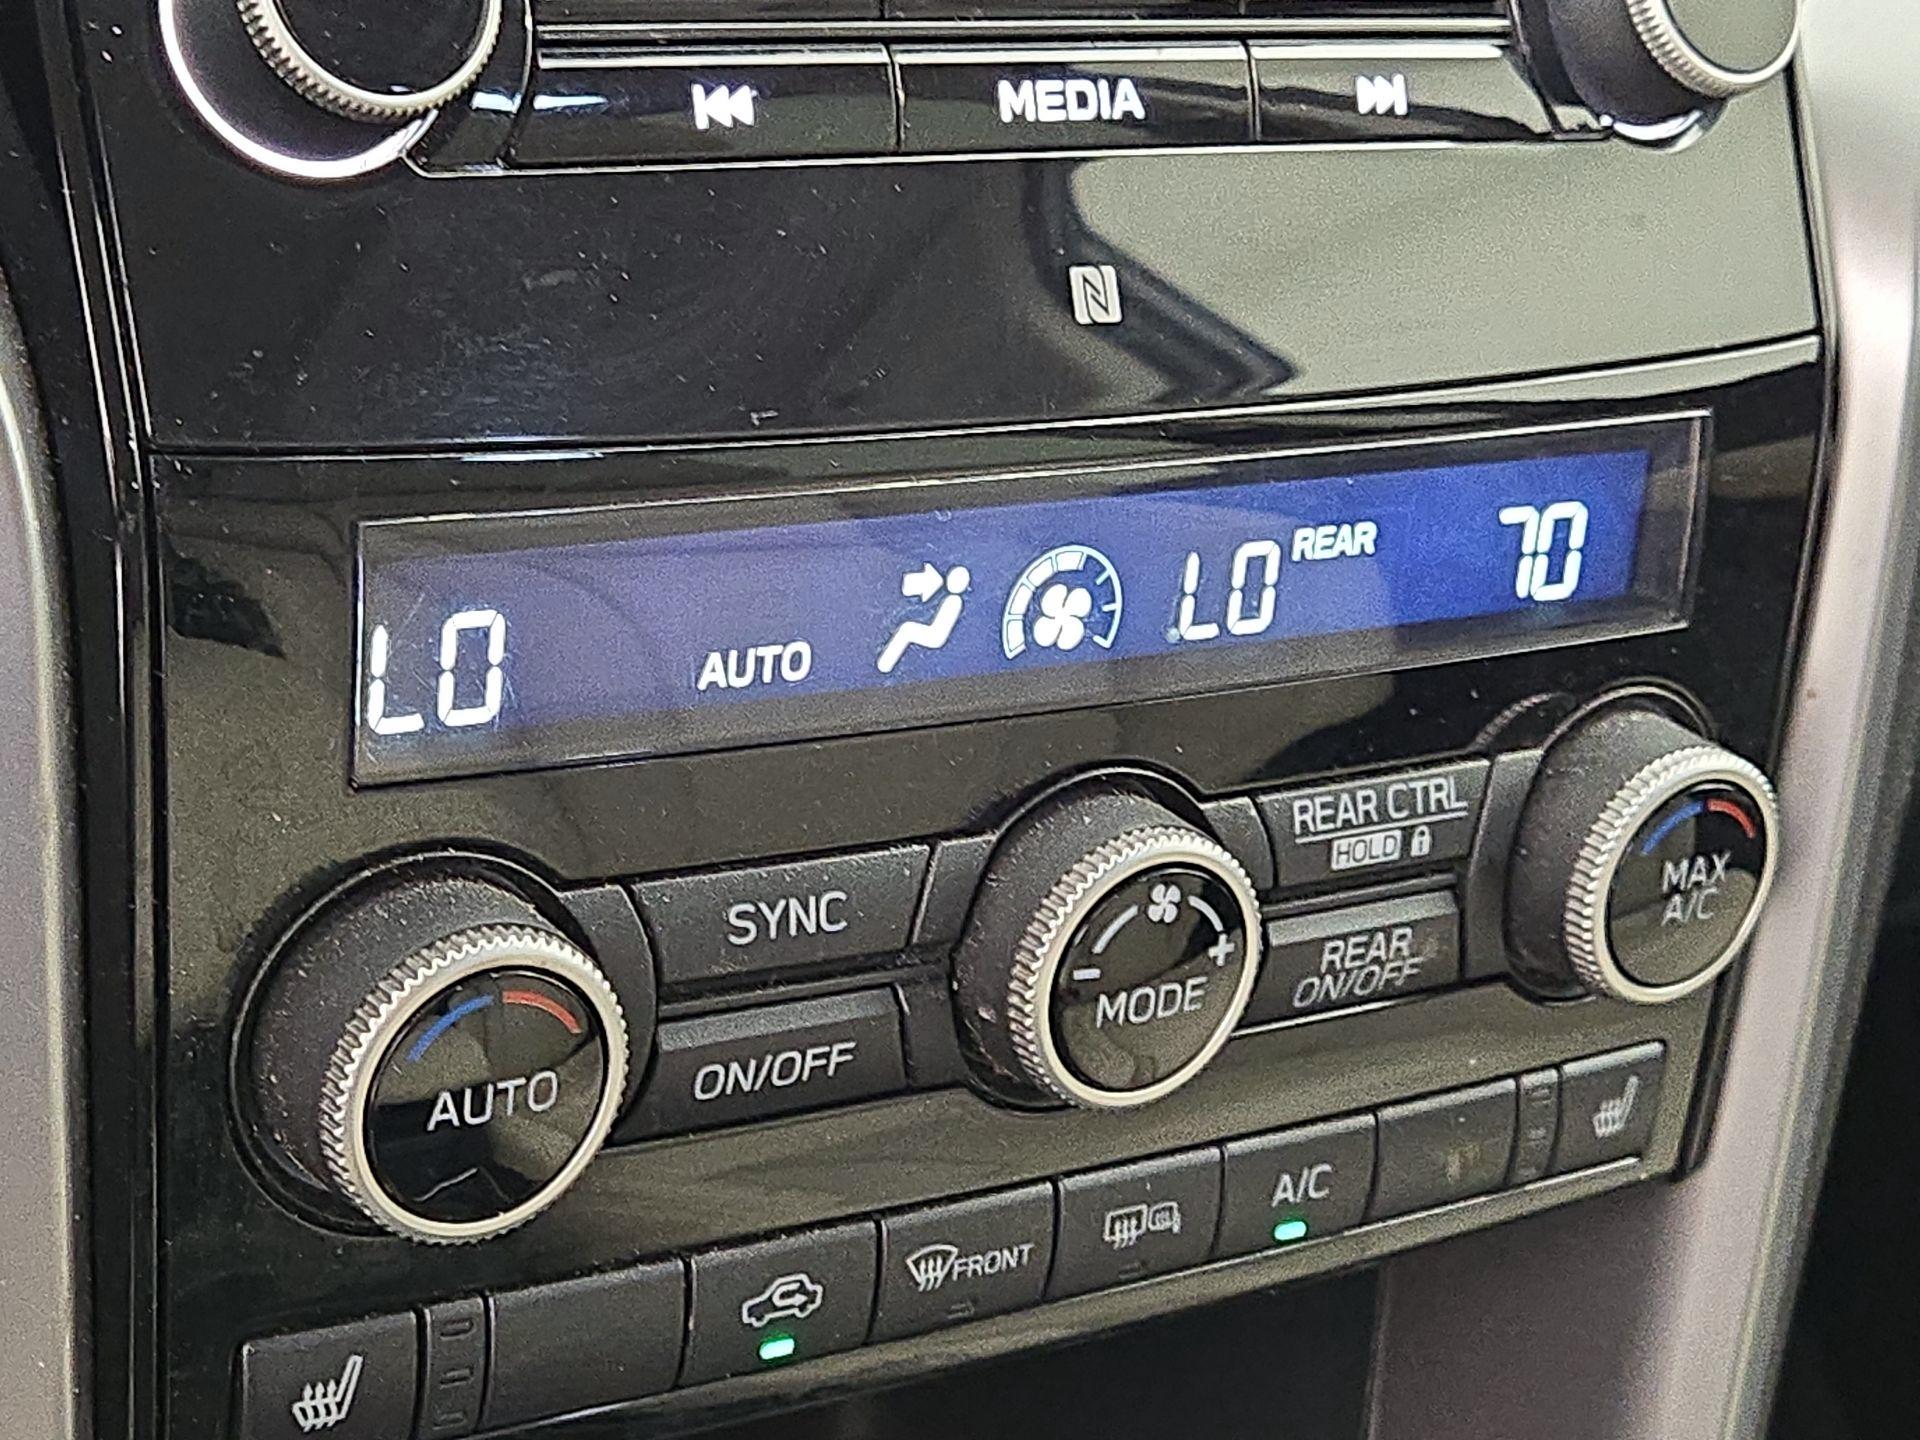 MEDIA
LO AUTO LO REAR 70
REAR CTRL
HOLD
SYNC
MAX
A/C
REAR
ON/OFF
MODE
ON/OFF
AUTO
A/C
FRONT